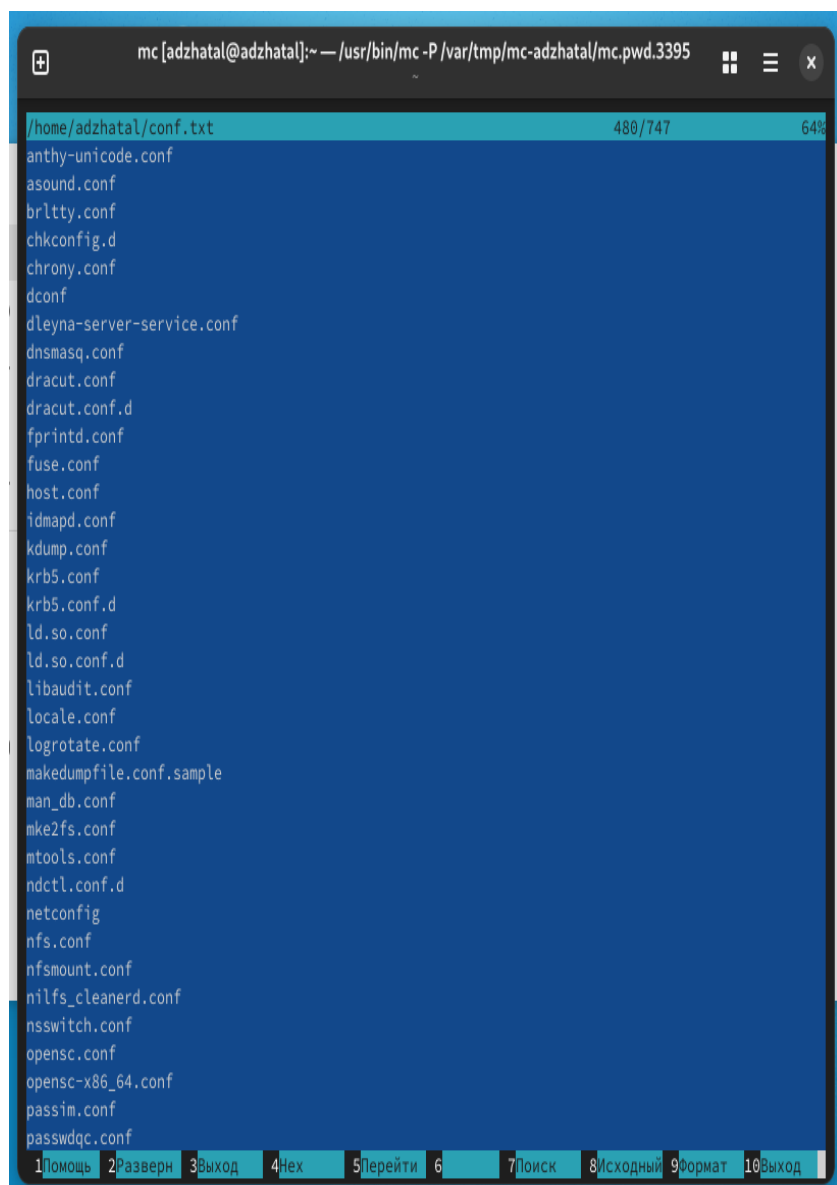 mc [adzhatal@adzhatal]:~ — /usr/bin/mc -P /var/tmp/mc-adzhatal/mc.pwd.3395
~
/home/adzhatal/conf.txt 480/747 64%
anthy-unicode.conf
asound.conf
brltty.conf
chkconfig.d
chrony.conf
dconf
dleyna-server-service.conf
dnsmasq.conf
dracut.conf
dracut.conf.d
fprintd.conf
fuse.conf
host.conf
idmapd.conf
kdump.conf
krb5.conf
krb5.conf.d
ld.so.conf
ld.so.conf.d
libaudit.conf
locale.conf
logrotate.conf
makedumpfile.conf.sample
man_db.conf
mke2fs.conf
mtools.conf
ndctl.conf.d
netconfig
nfs.conf
nfsmount.conf
nilfs_cleanerd.conf
nsswitch.conf
opensc.conf
opensc-x86_64.conf
passim.conf
passwdqc.conf
1Помощь 2Разверн 3Выход 4Hex 5Перейти 6 7Поиск 8Исходный 9Формат 10Выход